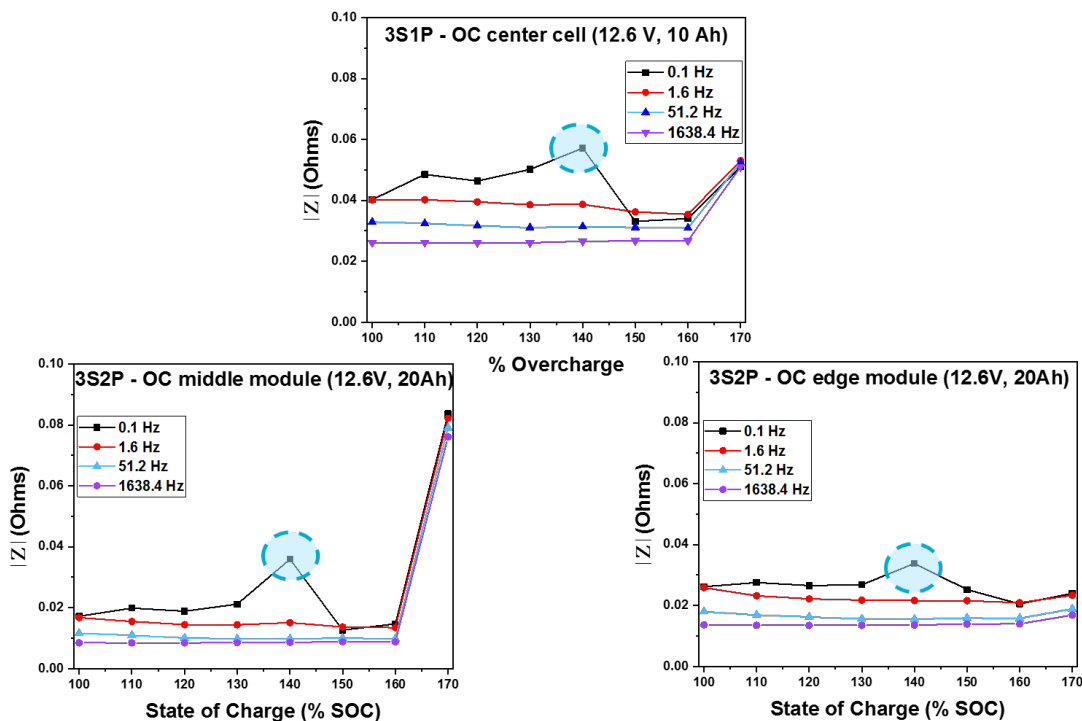 3S1P - OC center cell (12.6 V, 10 Ah)
0.1 Hz
1.6 Hz
51.2 Hz
1638.4 Hz
|Z| (Ohms)
0.10
0.08
0.06
0.04
0.02
0.00
100 110 120 130 140 150 160 170
% Overcharge
3S2P - OC middle module (12.6V, 20Ah)
0.1 Hz
1.6 Hz
51.2 Hz
1638.4 Hz
|Z| (Ohms)
0.10
0.08
0.06
0.04
0.02
0.00
100 110 120 130 140 150 160 170
State of Charge (% SOC)
3S2P - OC edge module (12.6V, 20Ah)
0.1 Hz
1.6 Hz
51.2 Hz
1638.4 Hz
|Z| (Ohms)
0.10
0.08
0.06
0.04
0.02
0.00
100 110 120 130 140 150 160 170
State of Charge (% SOC)